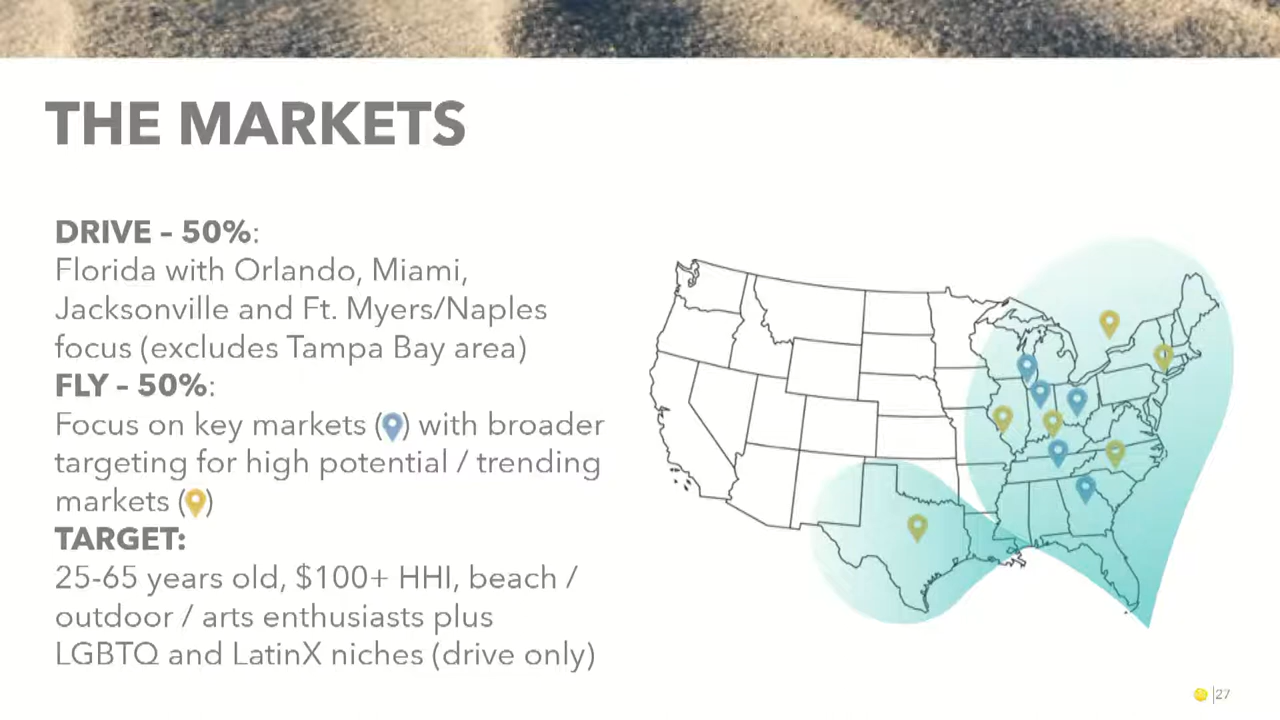 THE MARKETS
DRIVE – 50%:
Florida with Orlando, Miami,
Jacksonville and Ft. Myers/Naples
focus (excludes Tampa Bay area)
FLY – 50%:
Focus on key markets () with broader
targeting for high potential / trending
markets ()
TARGET:
25-65 years old, $100+ HHI, beach /
outdoor / arts enthusiasts plus
LGBTQ and LatinX niches (drive only)
27